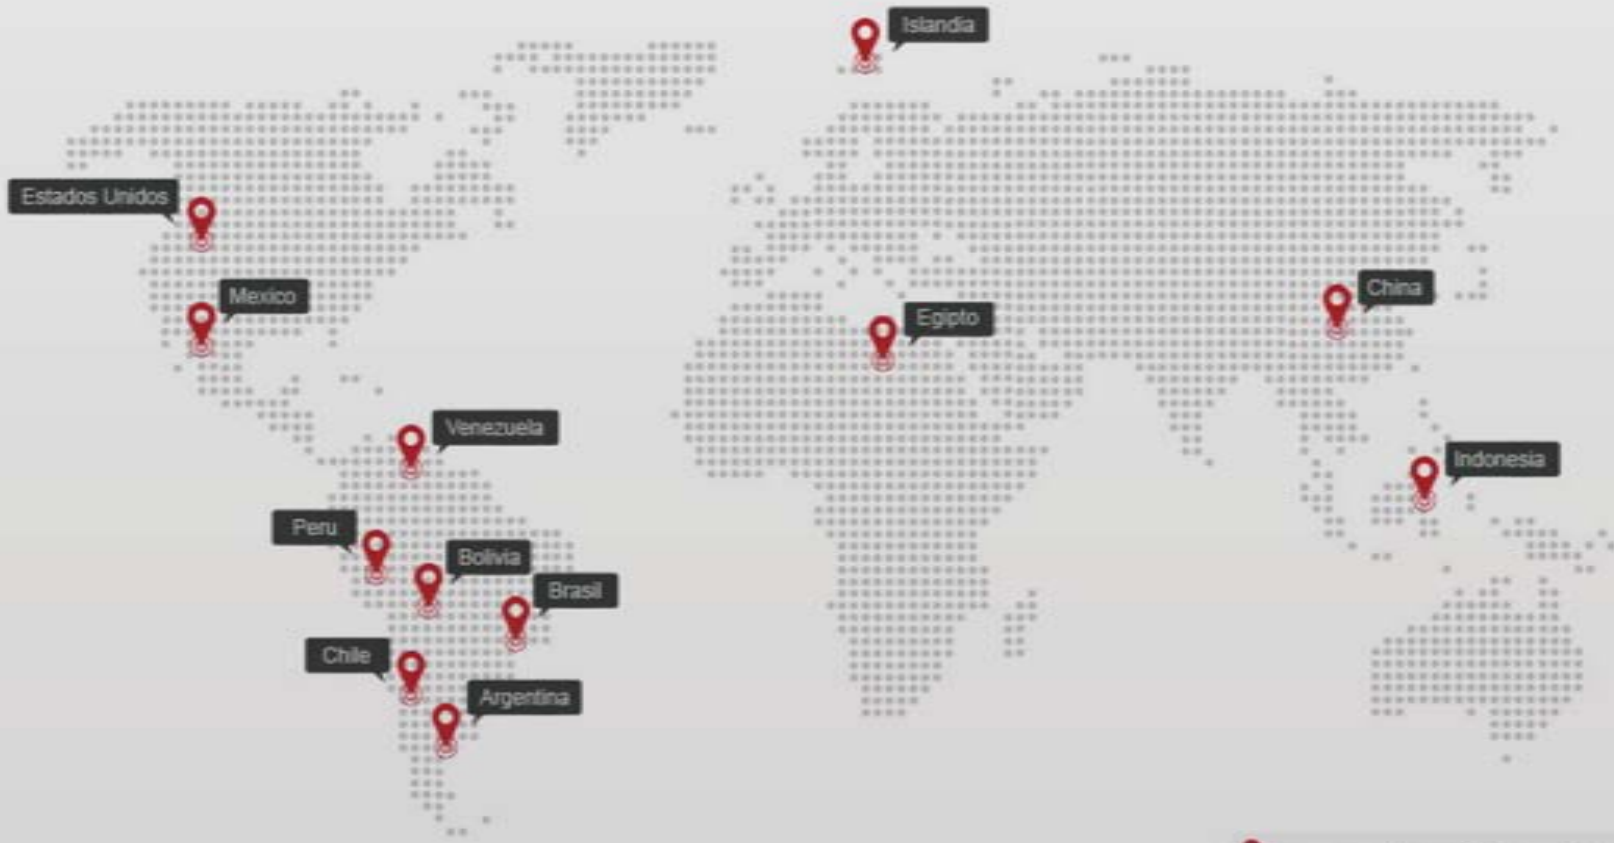 Islandia
Estados Unidos
Mexico
China
Egipto
Venezuela
Indonesia
Peru
Bolivia
Brasil
Chile
Argentina